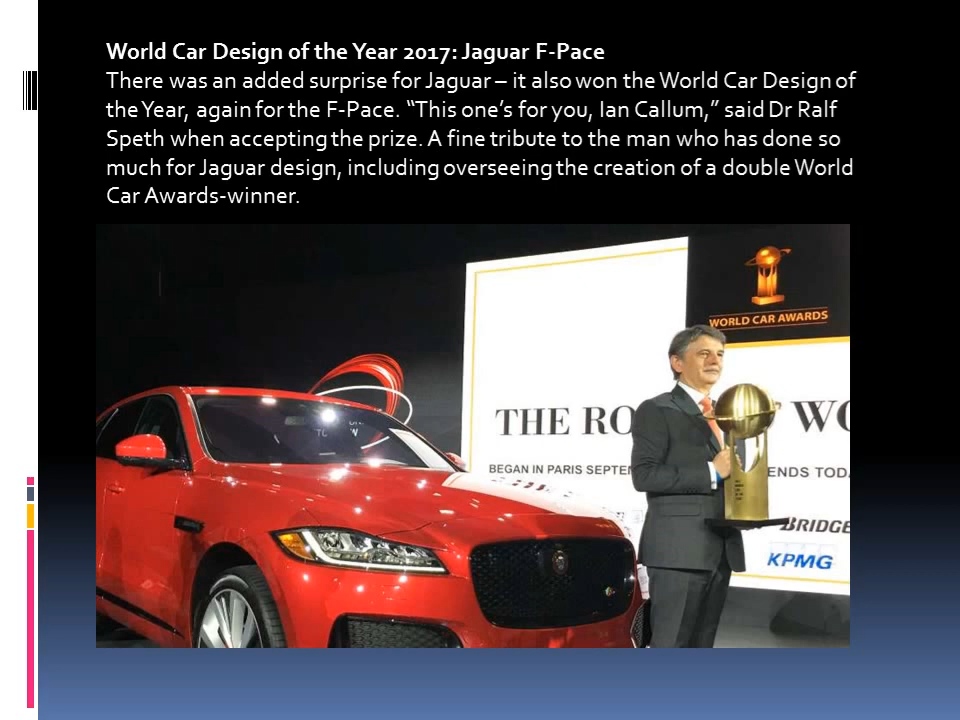 World Car Design of the Year 2017: Jaguar F-Pace
There was an added surprise for Jaguar – it also won the World Car Design of
the Year, again for the F-Pace. “This one’s for you, Ian Callum,” said Dr Ralf
Speth when accepting the prize. A fine tribute to the man who has done so
much for Jaguar design, including overseeing the creation of a double World
Car Awards-winner.
WORLD CAR AWARDS
THE RO WO
BEGAN IN PARIS SEPTEM ENDS TODA
BRIDGE
KPMG